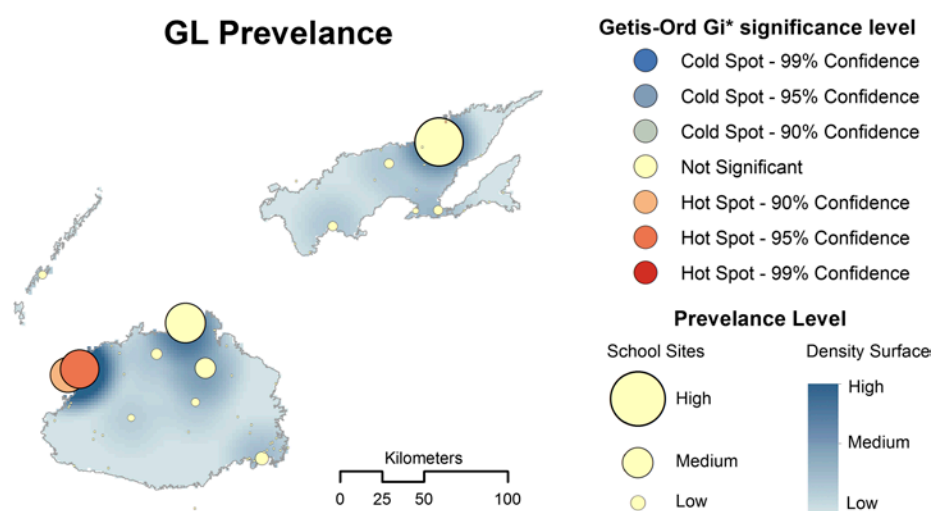 GL Prevelance
Getis-Ord Gi* significance level
Cold Spot - 99% Confidence
Cold Spot - 95% Confidence
Cold Spot - 90% Confidence
Not Significant
Hot Spot - 90% Confidence
Hot Spot - 95% Confidence
Hot Spot - 99% Confidence
Prevelance Level
School Sites
High
Medium
Low
Density Surface
High
Medium
Low
Kilometers
0 25 50 100